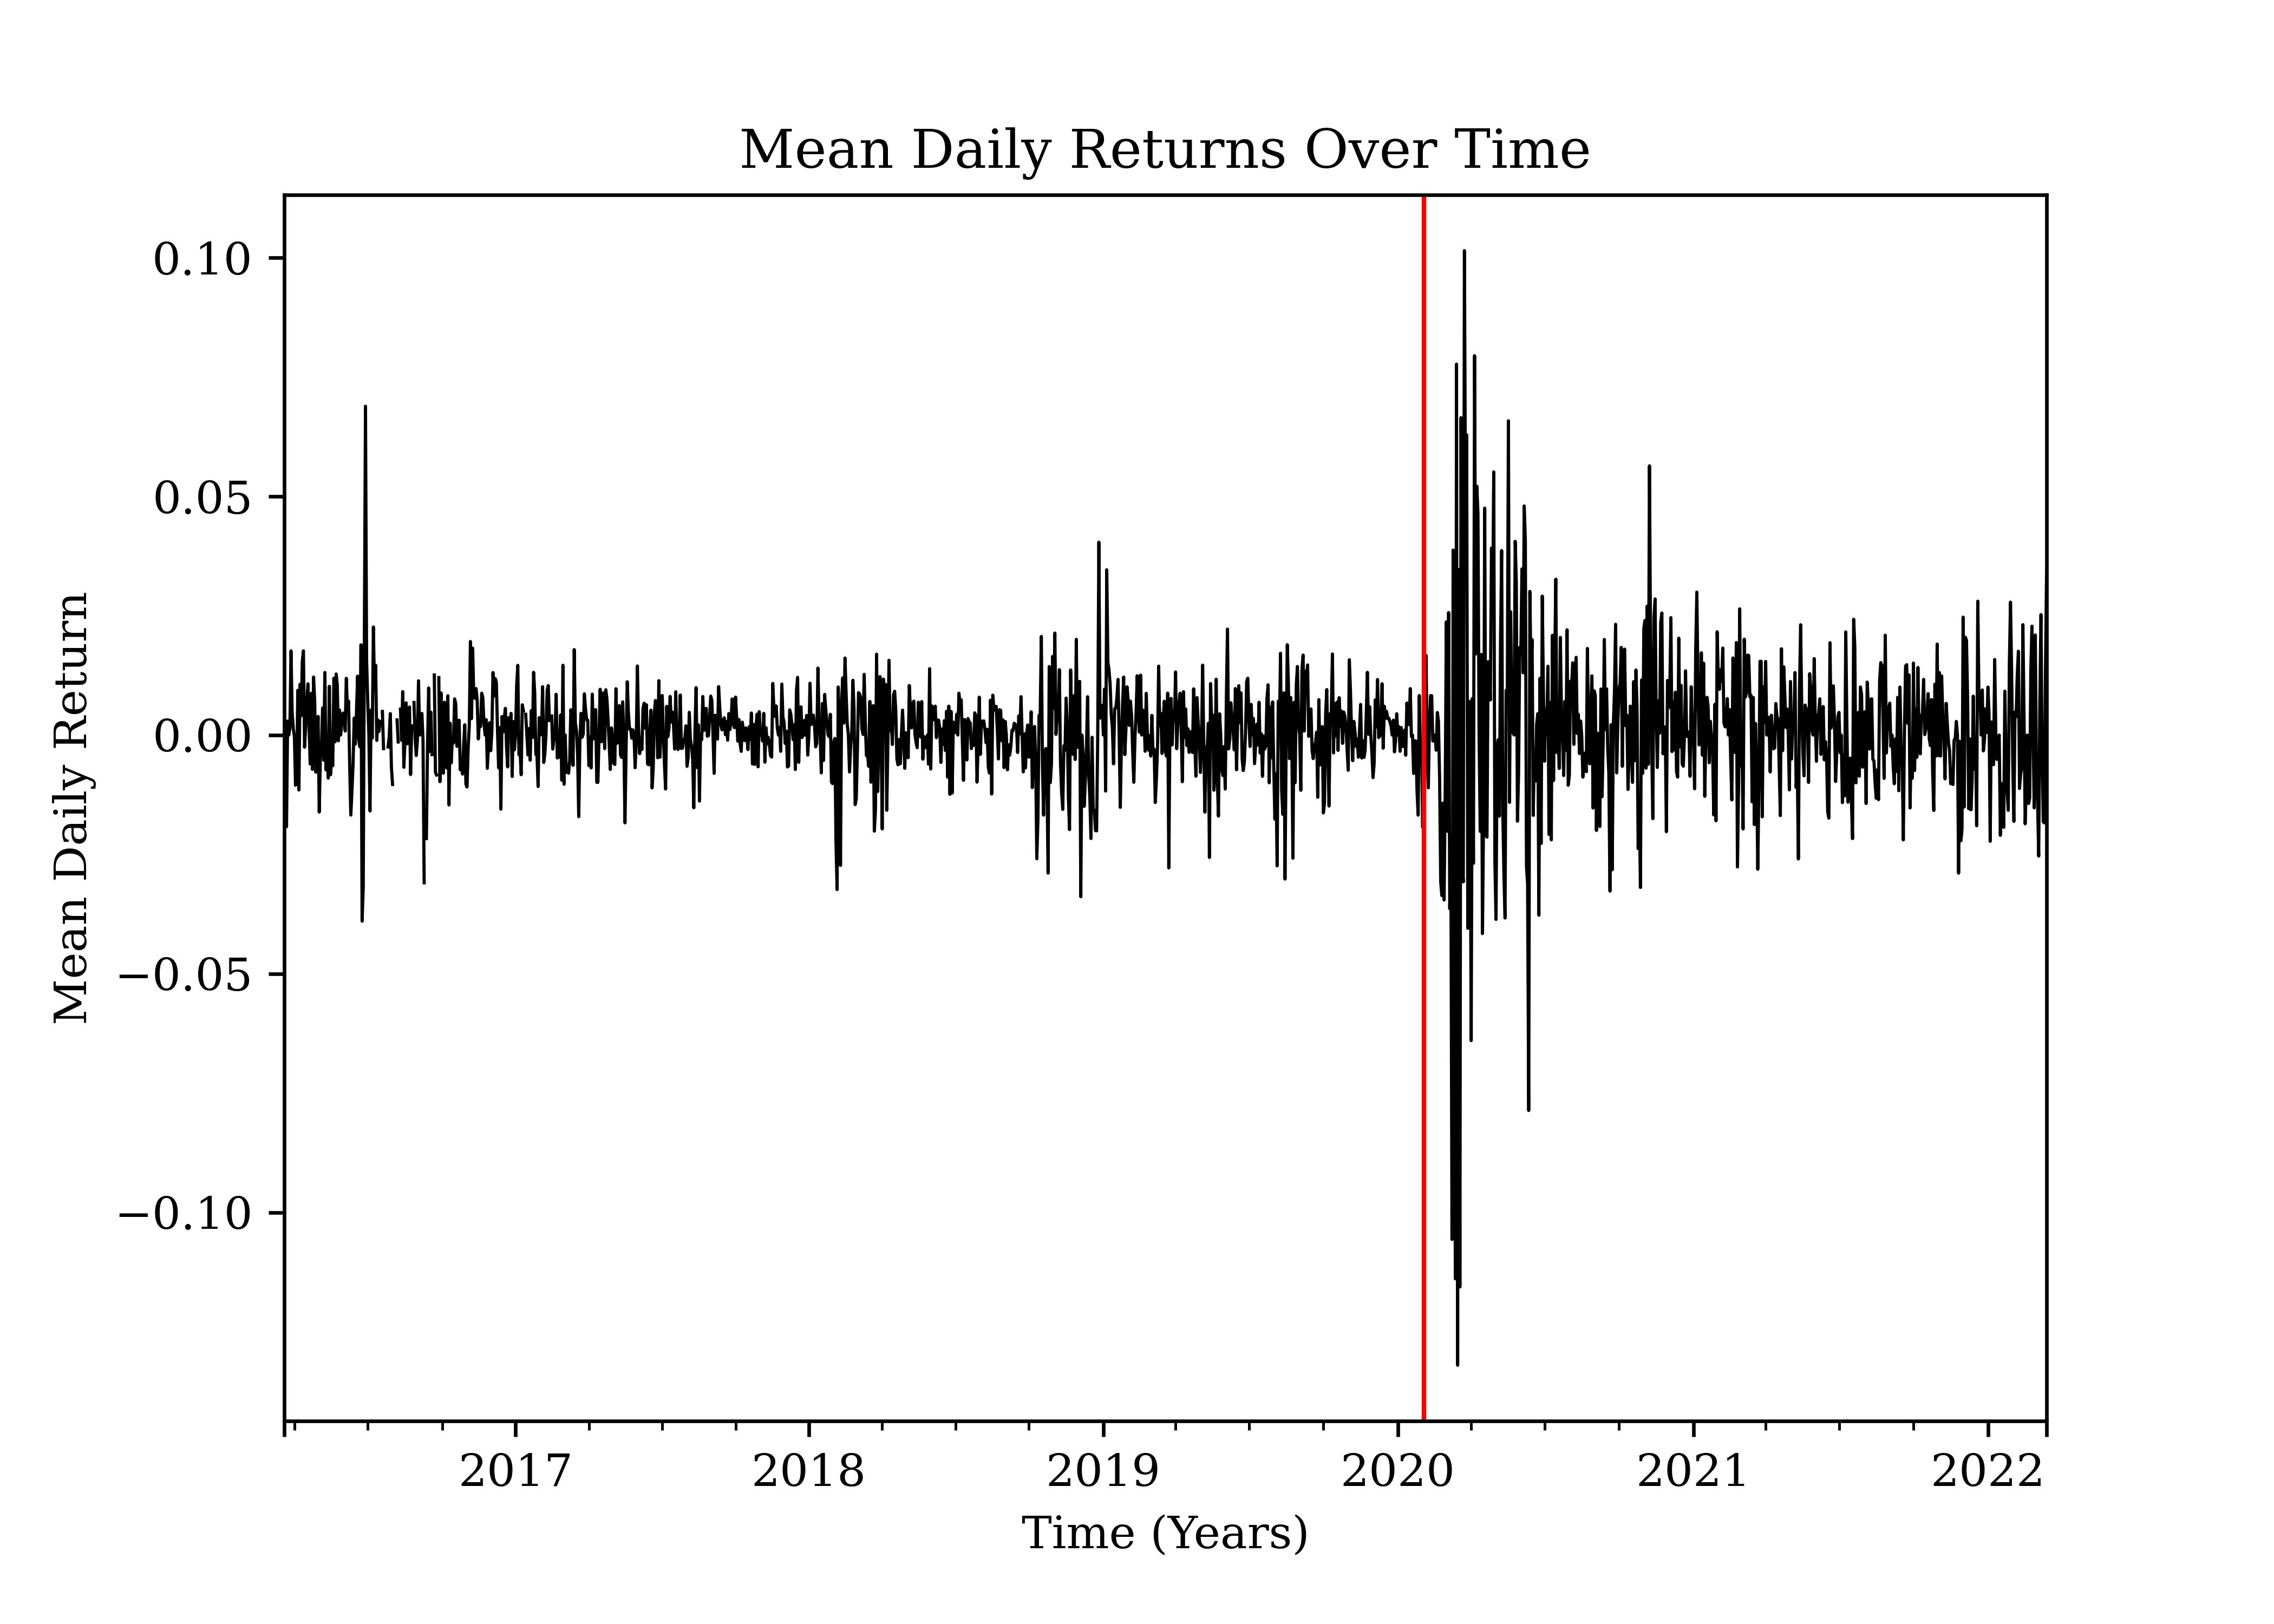 Mean Daily Returns Over Time
0.10
0.05
0.00
−0.05
−0.10
Mean Daily Return
2017 2018 2019 2020 2021 2022
Time (Years)